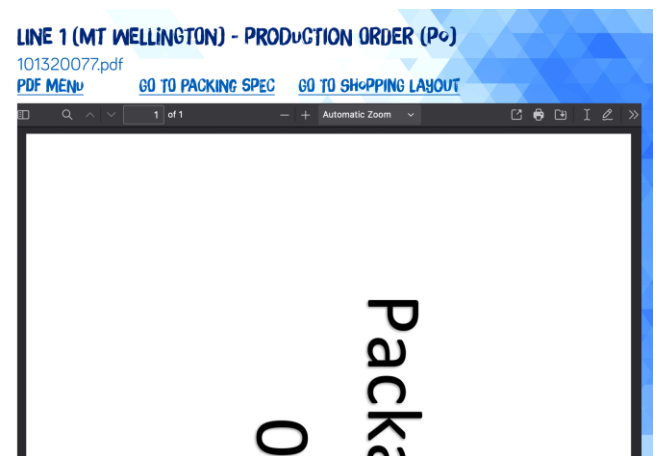 LINE 1 (MT WELLINGTON) - PRODUCTION ORDER (PO)
101320077.pdf
PDF MENU GO TO PACKING SPEC GO TO SHOPPING LAYOUT
1 of 1 Automatic Zoom
Packa
0